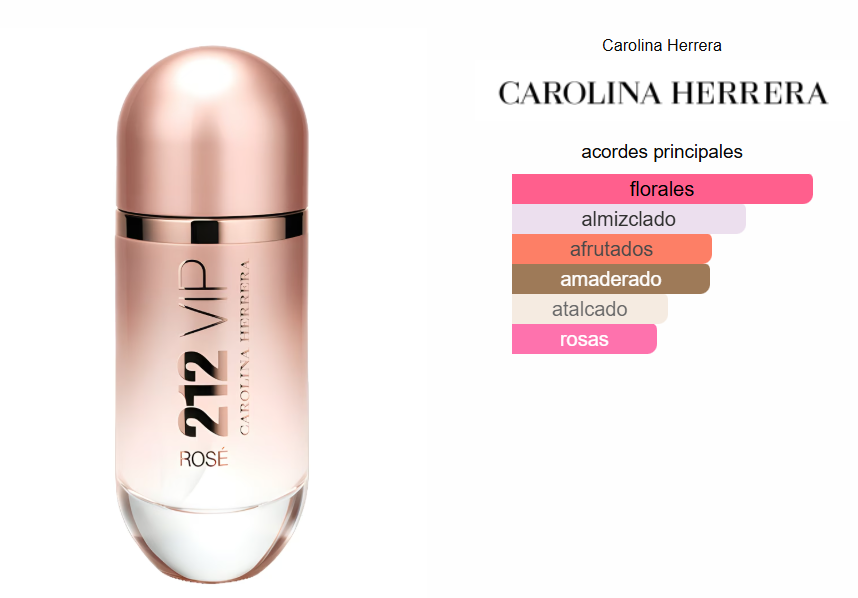 212 VIP
CAROLINA HERRERA
ROSÉ
Carolina Herrera
CAROLINA HERRERA
acordes principales
florales
almizclado
afrutados
amaderado
atalcado
rosas